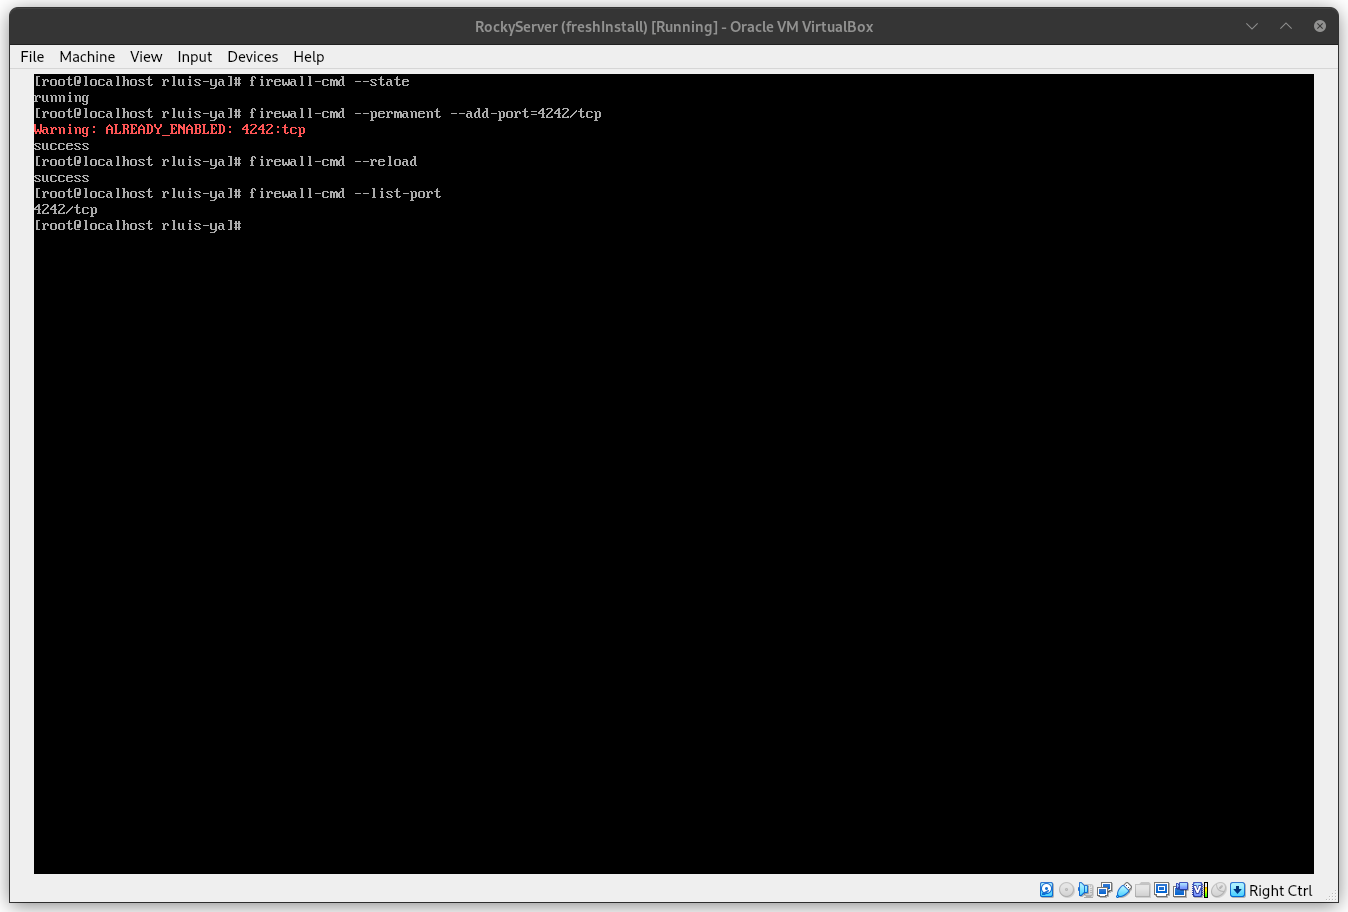 RockyServer (freshInstall) [Running] - Oracle VM VirtualBox
File Machine View Input Devices Help
[root@localhost rluis-ya]# firewall-cmd --state
running
[root@localhost rluis-ya]# firewall-cmd --permanent --add-port=4242/tcp
Warning: ALREADY_ENABLED: 4242:tcp
success
[root@localhost rluis-ya]# firewall-cmd --reload
success
[root@localhost rluis-ya]# firewall-cmd --list-port
4242/tcp
[root@localhost rluis-ya]#
Right Ctrl